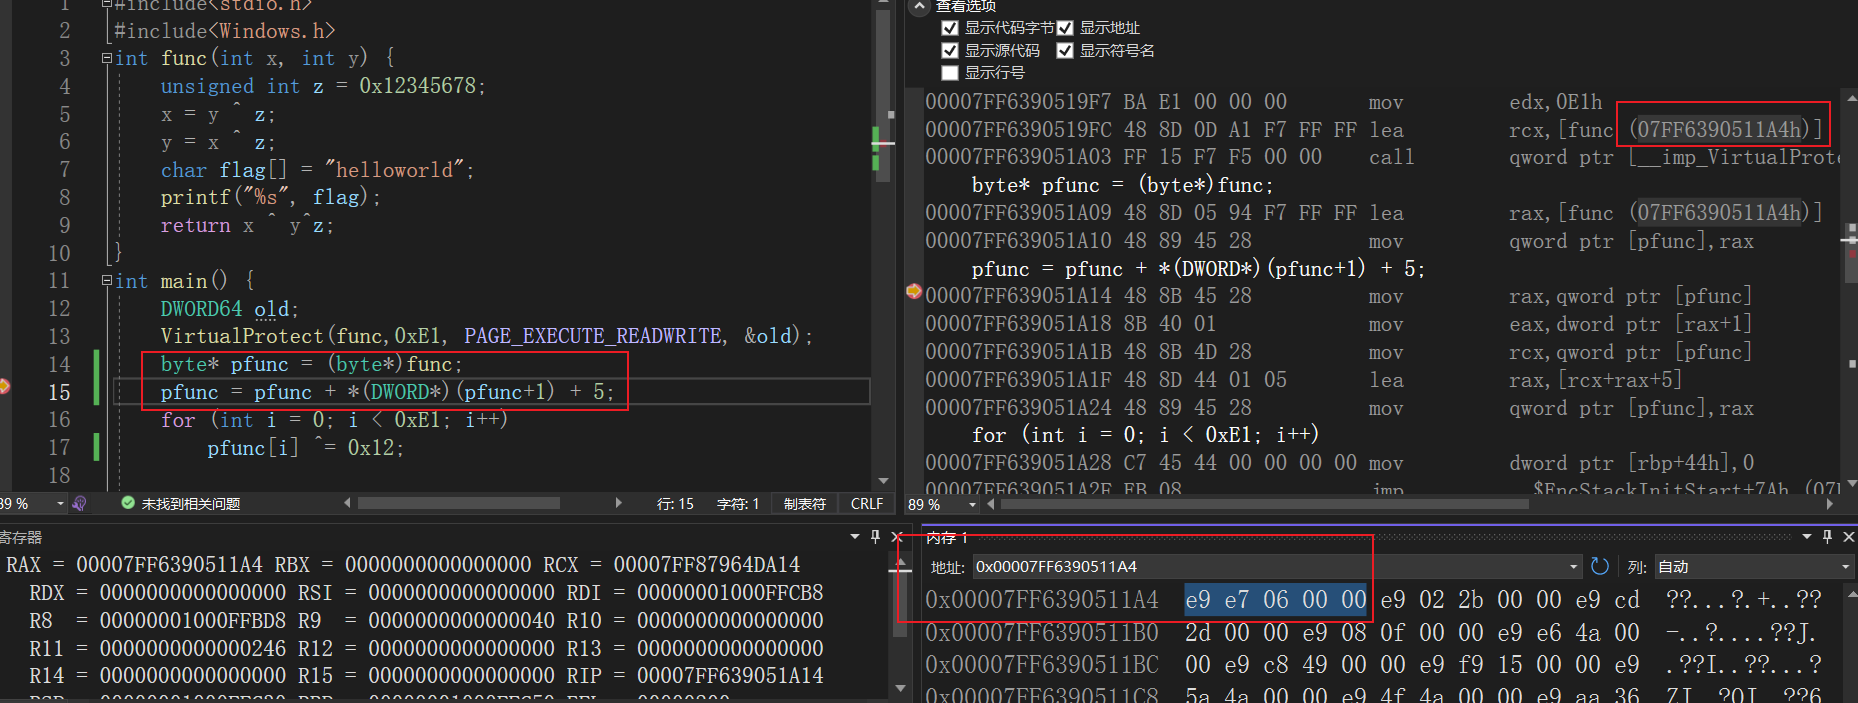 1 #include<stdio.h>
2 #include<Windows.h>
3 int func(int x, int y) {
4 unsigned int z = 0x12345678;
5 x = y ^ z;
6 y = x ^ z;
7 char flag[] = "helloworld";
8 printf("%s", flag);
9 return x ^ y^z;
10 }
11 int main() {
12 DWORD64 old;
13 VirtualProtect(func,0xE1, PAGE_EXECUTE_READWRITE, &old);
14 byte* pfunc = (byte*)func;
15 pfunc = pfunc + *(DWORD*)(pfunc+1) + 5;
16 for (int i = 0; i < 0xE1; i++)
17 pfunc[i] ^= 0x12;
18
89 % 未找到相关问题 行: 15 字符: 1 制表符 CRLF
查看选项
显示代码字节 显示地址
显示源代码 显示符号名
显示行号
00007FF6390519F7 BA E1 00 00 00 mov edx,0E1h
00007FF6390519FC 48 8D 0D A1 F7 FF FF lea rcx,[func (07FF6390511A4h)]
00007FF639051A03 FF 15 F7 F5 00 00 call qword ptr [__imp_VirtualProte
byte* pfunc = (byte*)func;
00007FF639051A09 48 8D 05 94 F7 FF FF lea rax,[func (07FF6390511A4h)]
00007FF639051A10 48 89 45 28 mov qword ptr [pfunc],rax
pfunc = pfunc + *(DWORD*)(pfunc+1) + 5;
00007FF639051A14 48 8B 45 28 mov rax,qword ptr [pfunc]
00007FF639051A18 8B 40 01 mov eax,dword ptr [rax+1]
00007FF639051A1B 48 8B 4D 28 mov rcx,qword ptr [pfunc]
00007FF639051A1F 48 8D 44 01 05 lea rax,[rcx+rax+5]
00007FF639051A24 48 89 45 28 mov qword ptr [pfunc],rax
for (int i = 0; i < 0xE1; i++)
00007FF639051A28 C7 45 44 00 00 00 00 mov dword ptr [rbp+44h],0
00007FF639051A2F EB 08 jmp $EncStackInitStart+7Ah (07F
89 %
寄存器
RAX = 00007FF6390511A4 RBX = 0000000000000000 RCX = 00007FF87964DA14
RDX = 0000000000000000 RSI = 0000000000000000 RDI = 00000001000FFCB8
R8 = 00000001000FFBD8 R9 = 0000000000000040 R10 = 0000000000000000
R11 = 0000000000000246 R12 = 0000000000000000 R13 = 0000000000000000
R14 = 0000000000000000 R15 = 0000000000000000 RIP = 00007FF639051A14
内存 1
地址: 0x00007FF6390511A4 列: 自动
0x00007FF6390511A4 e9 e7 06 00 00 e9 02 2b 00 00 e9 cd ??...?.+..??
0x00007FF6390511B0 2d 00 00 e9 08 0f 00 00 e9 e6 4a 00 -..?....??J.
0x00007FF6390511BC 00 e9 c8 49 00 00 e9 f9 15 00 00 e9 .??I..??...?
0x00007FF6390511C8 5a 4a 00 00 e9 4f 4a 00 00 e9 aa 36 ZJ..?OJ..??6